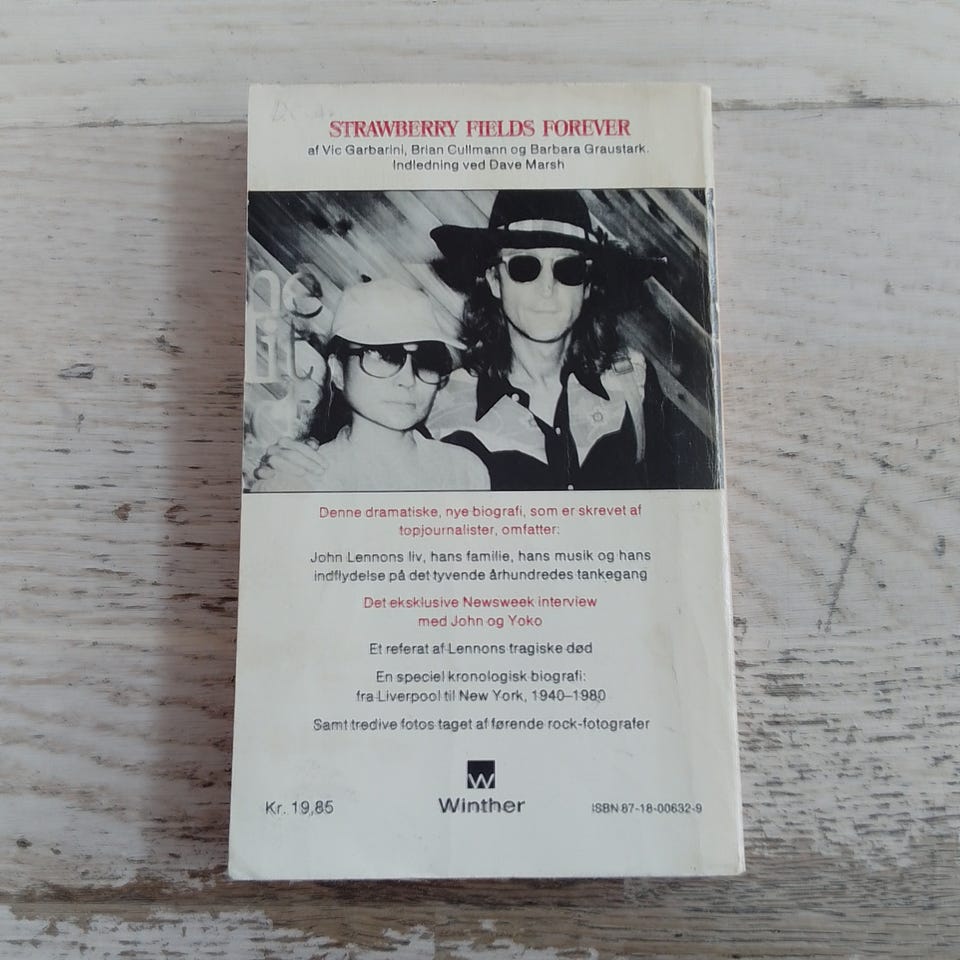 STRAWBERRY FIELDS FOREVER
af Vic Garbarini, Brian Cullmann og Barbara Graustark.
Indledning ved Dave Marsh
ne
it
Denne dramatiske, nye biografi, som er skrevet af
topjournalister, omfatter:
John Lennons liv, hans familie, hans musik og hans
indflydelse på det tyvende århundredes tankegang
Det eksklusive Newsweek interview
med John og Yoko
Et referat af Lennons tragiske død
En speciel kronologisk biografi:
fra Liverpool til New York, 1940–1980
Samt tredive fotos taget af førende rock-fotografer
W
Winther
Kr. 19,85
ISBN 87-18-00632-9